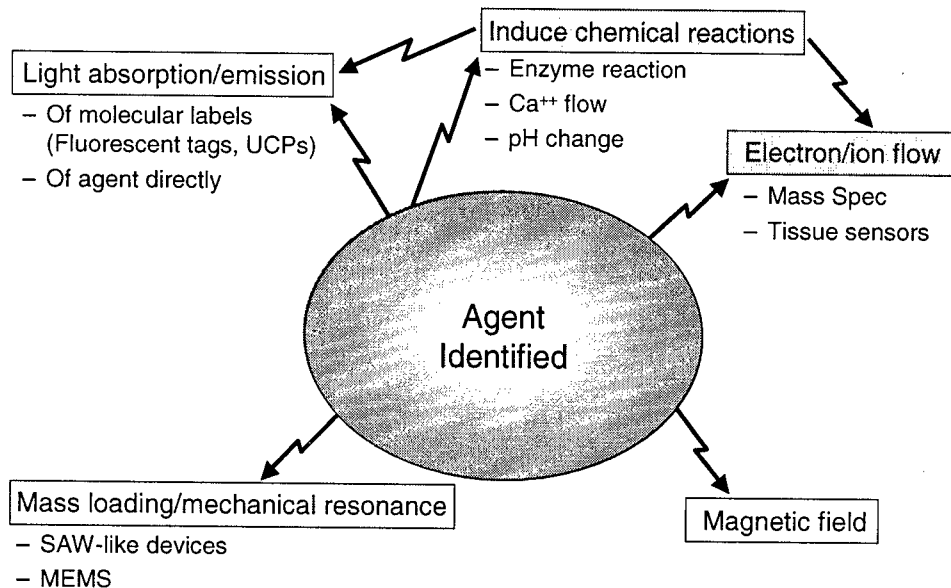 Induce chemical reactions
– Enzyme reaction
– Ca++ flow
– pH change
Light absorption/emission
– Of molecular labels
(Fluorescent tags, UCPs)
– Of agent directly
Electron/ion flow
– Mass Spec
– Tissue sensors
Agent
Identified
Mass loading/mechanical resonance
– SAW-like devices
– MEMS
Magnetic field